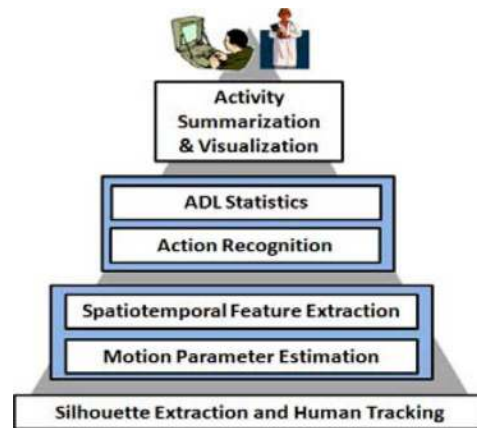 Activity
Summarization
& Visualization
ADL Statistics
Action Recognition
Spatiotemporal Feature Extraction
Motion Parameter Estimation
Silhouette Extraction and Human Tracking